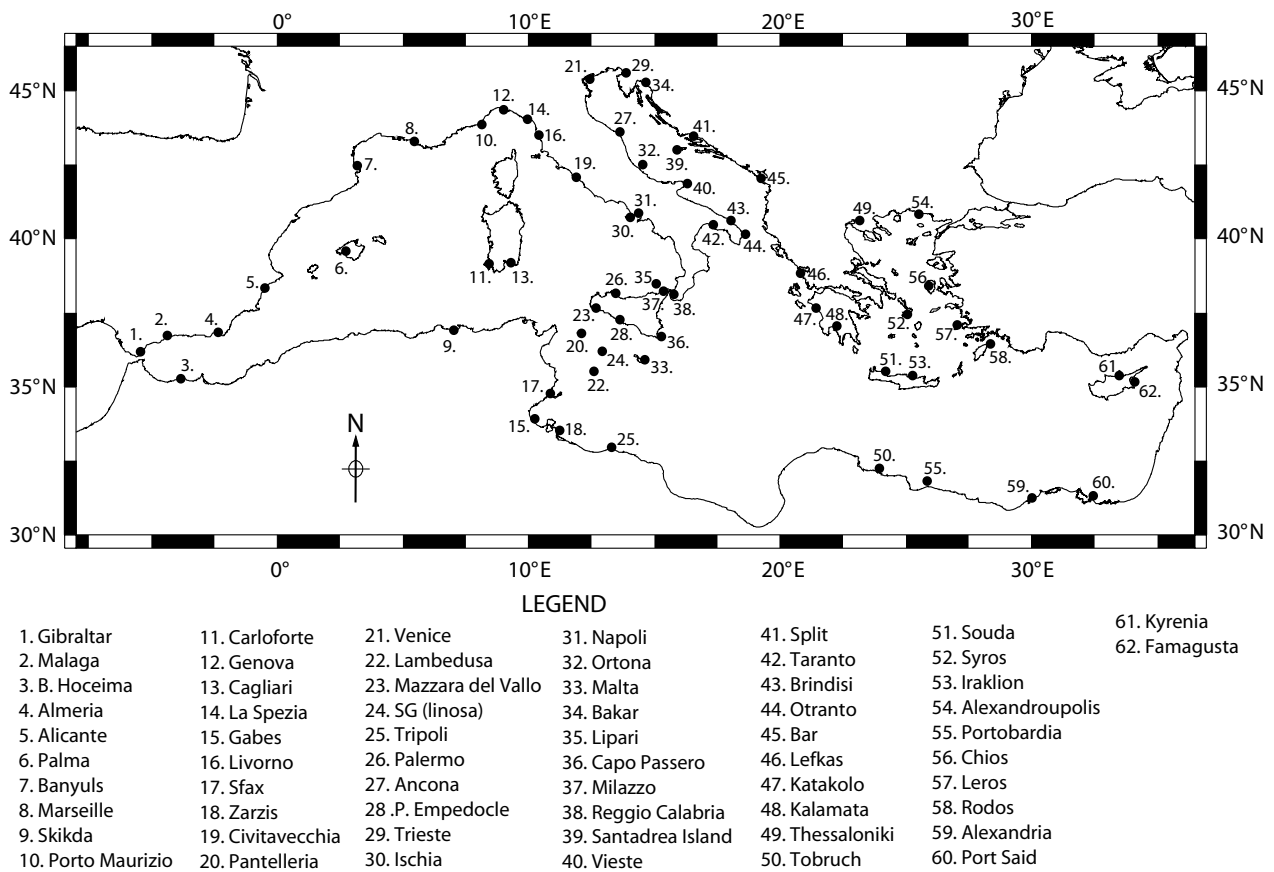 0° 10°E 20°E 30°E
45°N 45°N
40°N 40°N
35°N 35°N
30°N 30°N
0° 10°E 20°E 30°E
N
1.
2.
3.
4.
5.
6.
7.
8.
9.
10.
11.
12.
13.
14.
15.
16.
17.
18.
19.
20.
21.
22.
23.
24.
25.
26.
27.
28.
29.
30.
31.
32.
33.
34.
35
36.
37.
38.
39.
40.
41.
42.
43.
44.
45.
46.
47.
48.
49.
50.
51.
52.
53.
54.
55.
56.
57.
58.
59.
60.
61
62.
LEGEND
1. Gibraltar
2. Malaga
3. B. Hoceima
4. Almeria
5. Alicante
6. Palma
7. Banyuls
8. Marseille
9. Skikda
10. Porto Maurizio
11. Carloforte
12. Genova
13. Cagliari
14. La Spezia
15. Gabes
16. Livorno
17. Sfax
18. Zarzis
19. Civitavecchia
20. Pantelleria
21. Venice
22. Lambedusa
23. Mazzara del Vallo
24. SG (linosa)
25. Tripoli
26. Palermo
27. Ancona
28 .P. Empedocle
29. Trieste
30. Ischia
31. Napoli
32. Ortona
33. Malta
34. Bakar
35. Lipari
36. Capo Passero
37. Milazzo
38. Reggio Calabria
39. Santadrea Island
40. Vieste
41. Split
42. Taranto
43. Brindisi
44. Otranto
45. Bar
46. Lefkas
47. Katakolo
48. Kalamata
49. Thessaloniki
50. Tobruch
51. Souda
52. Syros
53. Iraklion
54. Alexandroupolis
55. Portobardia
56. Chios
57. Leros
58. Rodos
59. Alexandria
60. Port Said
61. Kyrenia
62. Famagusta